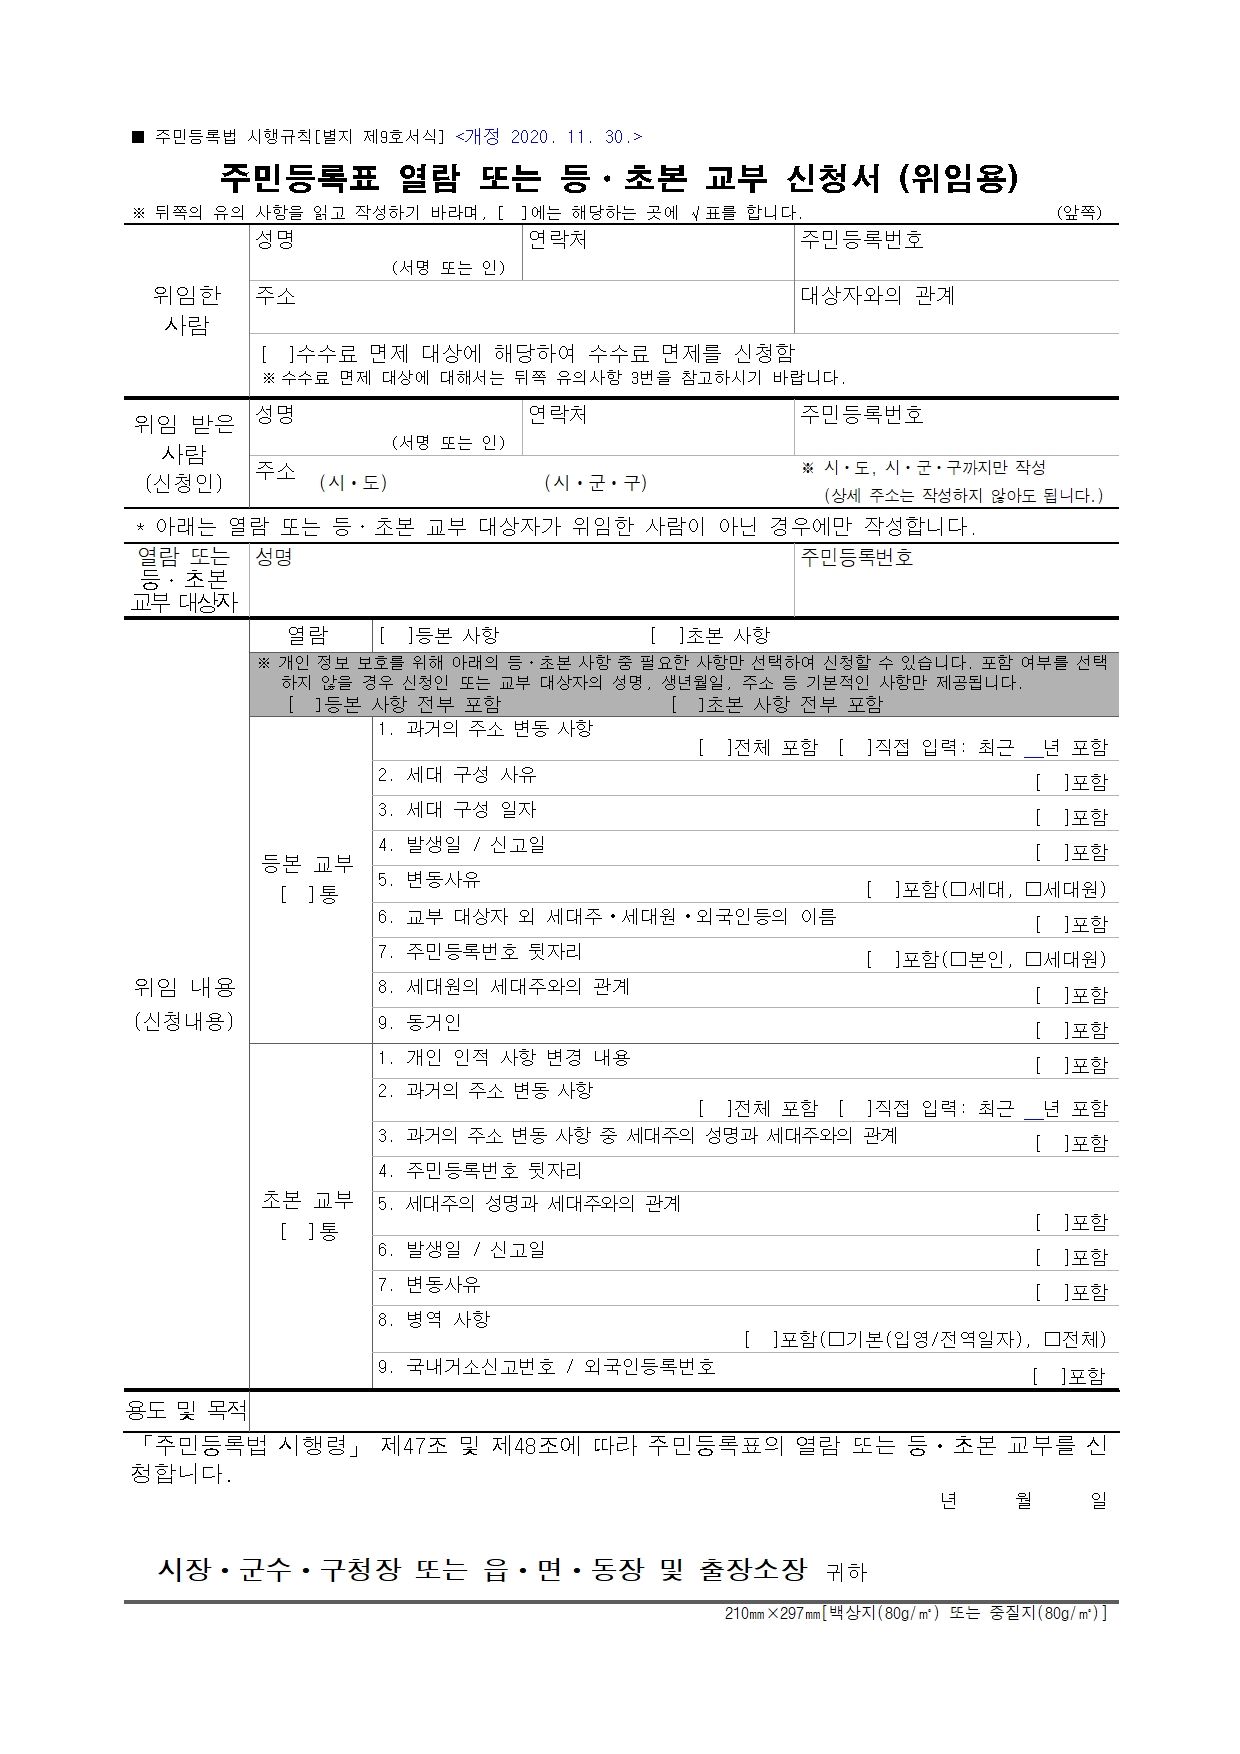 ■ 주민등록법 시행규칙[별지 제9호서식] <개정 2020. 11. 30.>
주민등록표 열람 또는 등·초본 교부 신청서 (위임용)
※ 뒤쪽의 유의 사항을 읽고 작성하기 바라며, [  ]에는 해당하는 곳에 √표를 합니다. (앞쪽)
위임한
사람
성명
(서명 또는 인)
연락처
주민등록번호
주소
대상자와의 관계
[  ]수수료 면제 대상에 해당하여 수수료 면제를 신청함
※ 수수료 면제 대상에 대해서는 뒤쪽 유의사항 3번을 참고하시기 바랍니다.
위임 받은
사람
(신청인)
성명
(서명 또는 인)
연락처
주민등록번호
주소
(시·도)
(시·군·구)
※ 시·도, 시·군·구까지만 작성
(상세 주소는 작성하지 않아도 됩니다.)
* 아래는 열람 또는 등·초본 교부 대상자가 위임한 사람이 아닌 경우에만 작성합니다.
열람 또는
등·초본
교부 대상자
성명
주민등록번호
위임 내용
(신청내용)
열람
[  ]등본 사항
[  ]초본 사항
※ 개인 정보 보호를 위해 아래의 등·초본 사항 중 필요한 사항만 선택하여 신청할 수 있습니다. 포함 여부를 선택
하지 않을 경우 신청인 또는 교부 대상자의 성명, 생년월일, 주소 등 기본적인 사항만 제공됩니다.
[  ]등본 사항 전부 포함
[  ]초본 사항 전부 포함
등본 교부
[  ]통
1. 과거의 주소 변동 사항
[  ]전체 포함 [  ]직접 입력: 최근 __년 포함
2. 세대 구성 사유
[  ]포함
3. 세대 구성 일자
[  ]포함
4. 발생일 / 신고일
[  ]포함
5. 변동사유
[  ]포함(□세대, □세대원)
6. 교부 대상자 외 세대주·세대원·외국인등의 이름
[  ]포함
7. 주민등록번호 뒷자리
[  ]포함(□본인, □세대원)
8. 세대원의 세대주와의 관계
[  ]포함
9. 동거인
[  ]포함
초본 교부
[  ]통
1. 개인 인적 사항 변경 내용
[  ]포함
2. 과거의 주소 변동 사항
[  ]전체 포함 [  ]직접 입력: 최근 __년 포함
3. 과거의 주소 변동 사항 중 세대주의 성명과 세대주와의 관계
[  ]포함
4. 주민등록번호 뒷자리
5. 세대주의 성명과 세대주와의 관계
[  ]포함
6. 발생일 / 신고일
[  ]포함
7. 변동사유
[  ]포함
8. 병역 사항
[  ]포함(□기본(입영/전역일자), □전체)
9. 국내거소신고번호 / 외국인등록번호
[  ]포함
용도 및 목적
「주민등록법 시행령」 제47조 및 제48조에 따라 주민등록표의 열람 또는 등·초본 교부를 신
청합니다.
년 월 일
시장·군수·구청장 또는 읍·면·동장 및 출장소장 귀하
210㎜×297㎜[백상지(80g/㎡) 또는 중질지(80g/㎡)]